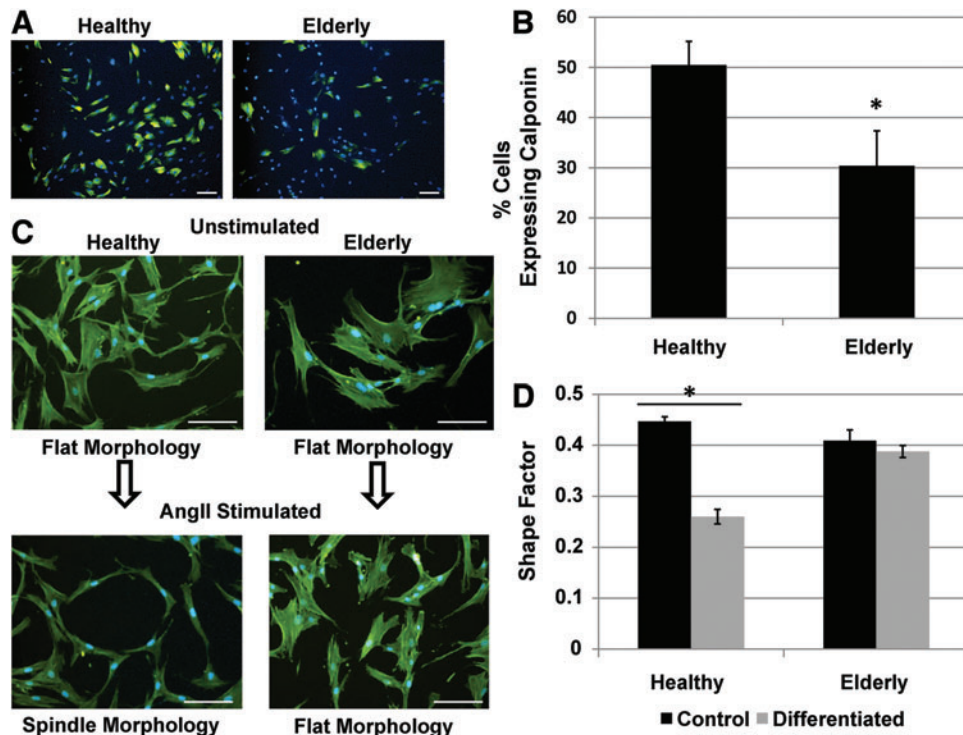 A
Healthy
Elderly
B
% Cells
Expressing Calponin
60
50
40
30
20
10
0
*
Healthy
Elderly
C
Unstimulated
Healthy
Elderly
Flat Morphology
Flat Morphology
AngII Stimulated
Spindle Morphology
Flat Morphology
D
Shape Factor
0.5
0.4
0.3
0.2
0.1
0
*
Healthy
Elderly
Control
Differentiated